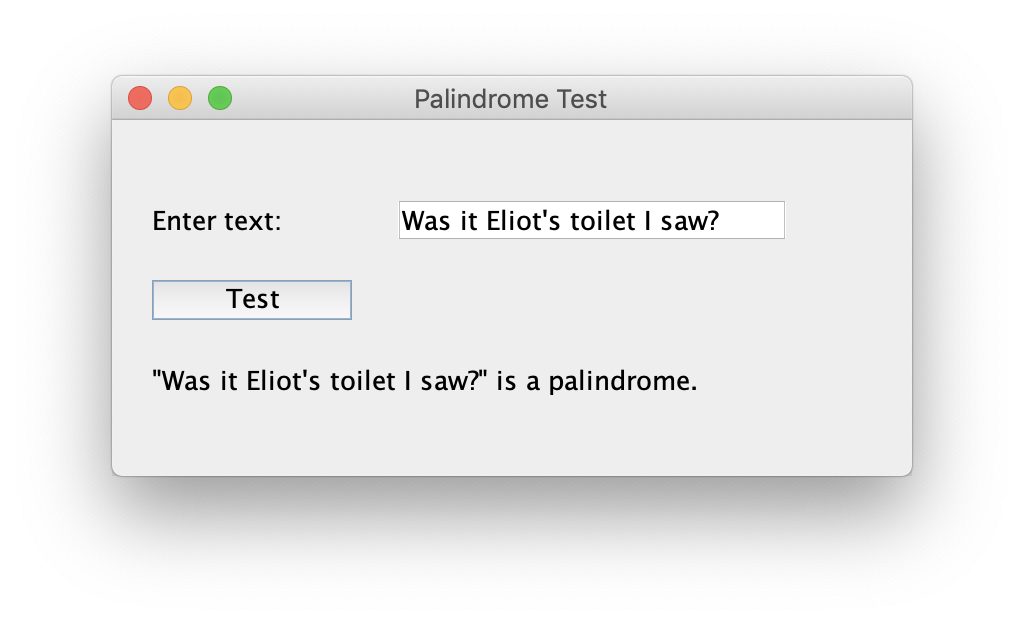 Palindrome Test
Enter text: Was it Eliot's toilet I saw?
Test
"Was it Eliot's toilet I saw?" is a palindrome.